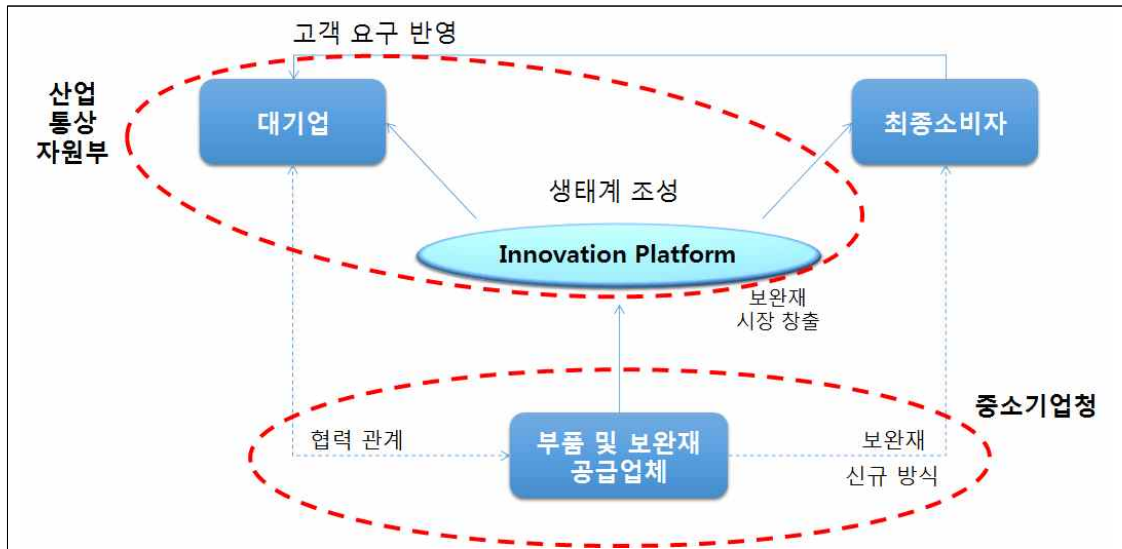 고객 요구 반영
산업
통상
자원부
대기업
최종소비자
생태계 조성
Innovation Platform
보완재
시장 창출
중소기업청
협력 관계
부품 및 보완재
공급업체
보완재
신규 방식